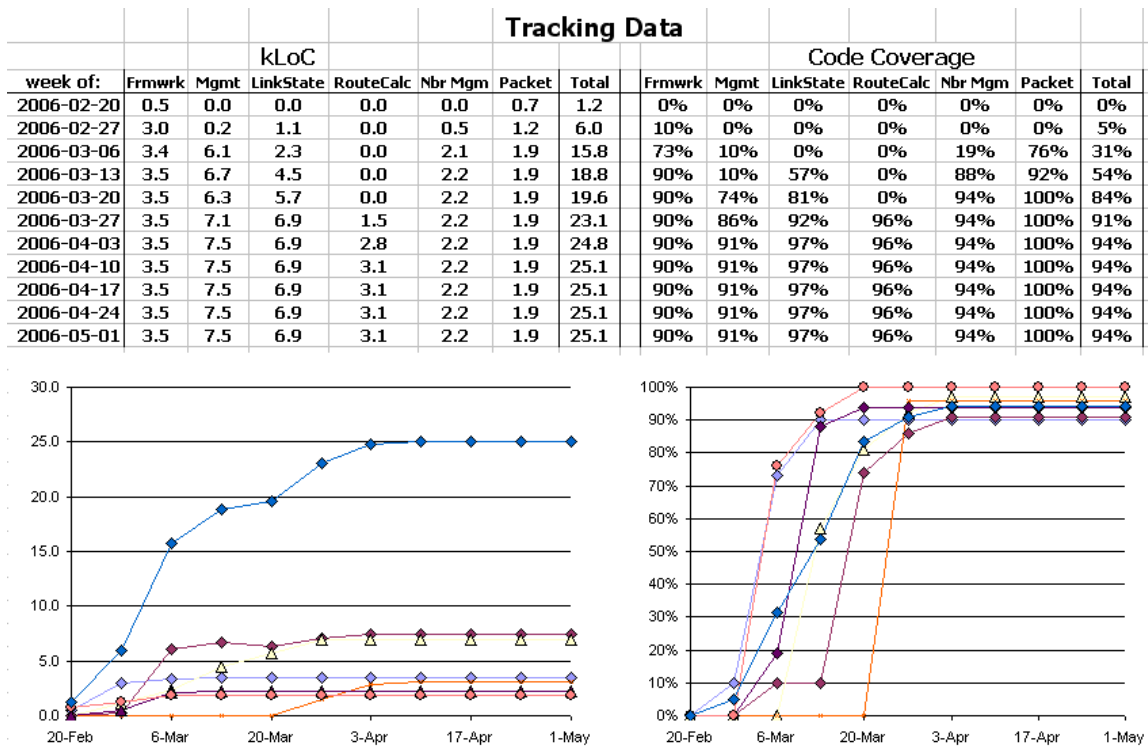 Tracking Data
kLoC Code Coverage
week of: Frmwrk Mgmt LinkState RouteCalc Nbr Mgm Packet Total Frmwrk Mgmt LinkState RouteCalc Nbr Mgm Packet Total
2006-02-20 0.5 0.0 0.0 0.0 0.0 0.7 1.2 0% 0% 0% 0% 0% 0% 0%
2006-02-27 3.0 0.2 1.1 0.0 0.5 1.2 6.0 10% 0% 0% 0% 0% 0% 5%
2006-03-06 3.4 6.1 2.3 0.0 2.1 1.9 15.8 73% 10% 0% 0% 19% 76% 31%
2006-03-13 3.5 6.7 4.5 0.0 2.2 1.9 18.8 90% 10% 57% 0% 88% 92% 54%
2006-03-20 3.5 6.3 5.7 0.0 2.2 1.9 19.6 90% 74% 81% 0% 94% 100% 84%
2006-03-27 3.5 7.1 6.9 1.5 2.2 1.9 23.1 90% 86% 92% 96% 94% 100% 91%
2006-04-03 3.5 7.5 6.9 2.8 2.2 1.9 24.8 90% 91% 97% 96% 94% 100% 94%
2006-04-10 3.5 7.5 6.9 3.1 2.2 1.9 25.1 90% 91% 97% 96% 94% 100% 94%
2006-04-17 3.5 7.5 6.9 3.1 2.2 1.9 25.1 90% 91% 97% 96% 94% 100% 94%
2006-04-24 3.5 7.5 6.9 3.1 2.2 1.9 25.1 90% 91% 97% 96% 94% 100% 94%
2006-05-01 3.5 7.5 6.9 3.1 2.2 1.9 25.1 90% 91% 97% 96% 94% 100% 94%
30.0
25.0
20.0
15.0
10.0
5.0
0.0
20-Feb 6-Mar 20-Mar 3-Apr 17-Apr 1-May
100%
90%
80%
70%
60%
50%
40%
30%
20%
10%
0%
20-Feb 6-Mar 20-Mar 3-Apr 17-Apr 1-May